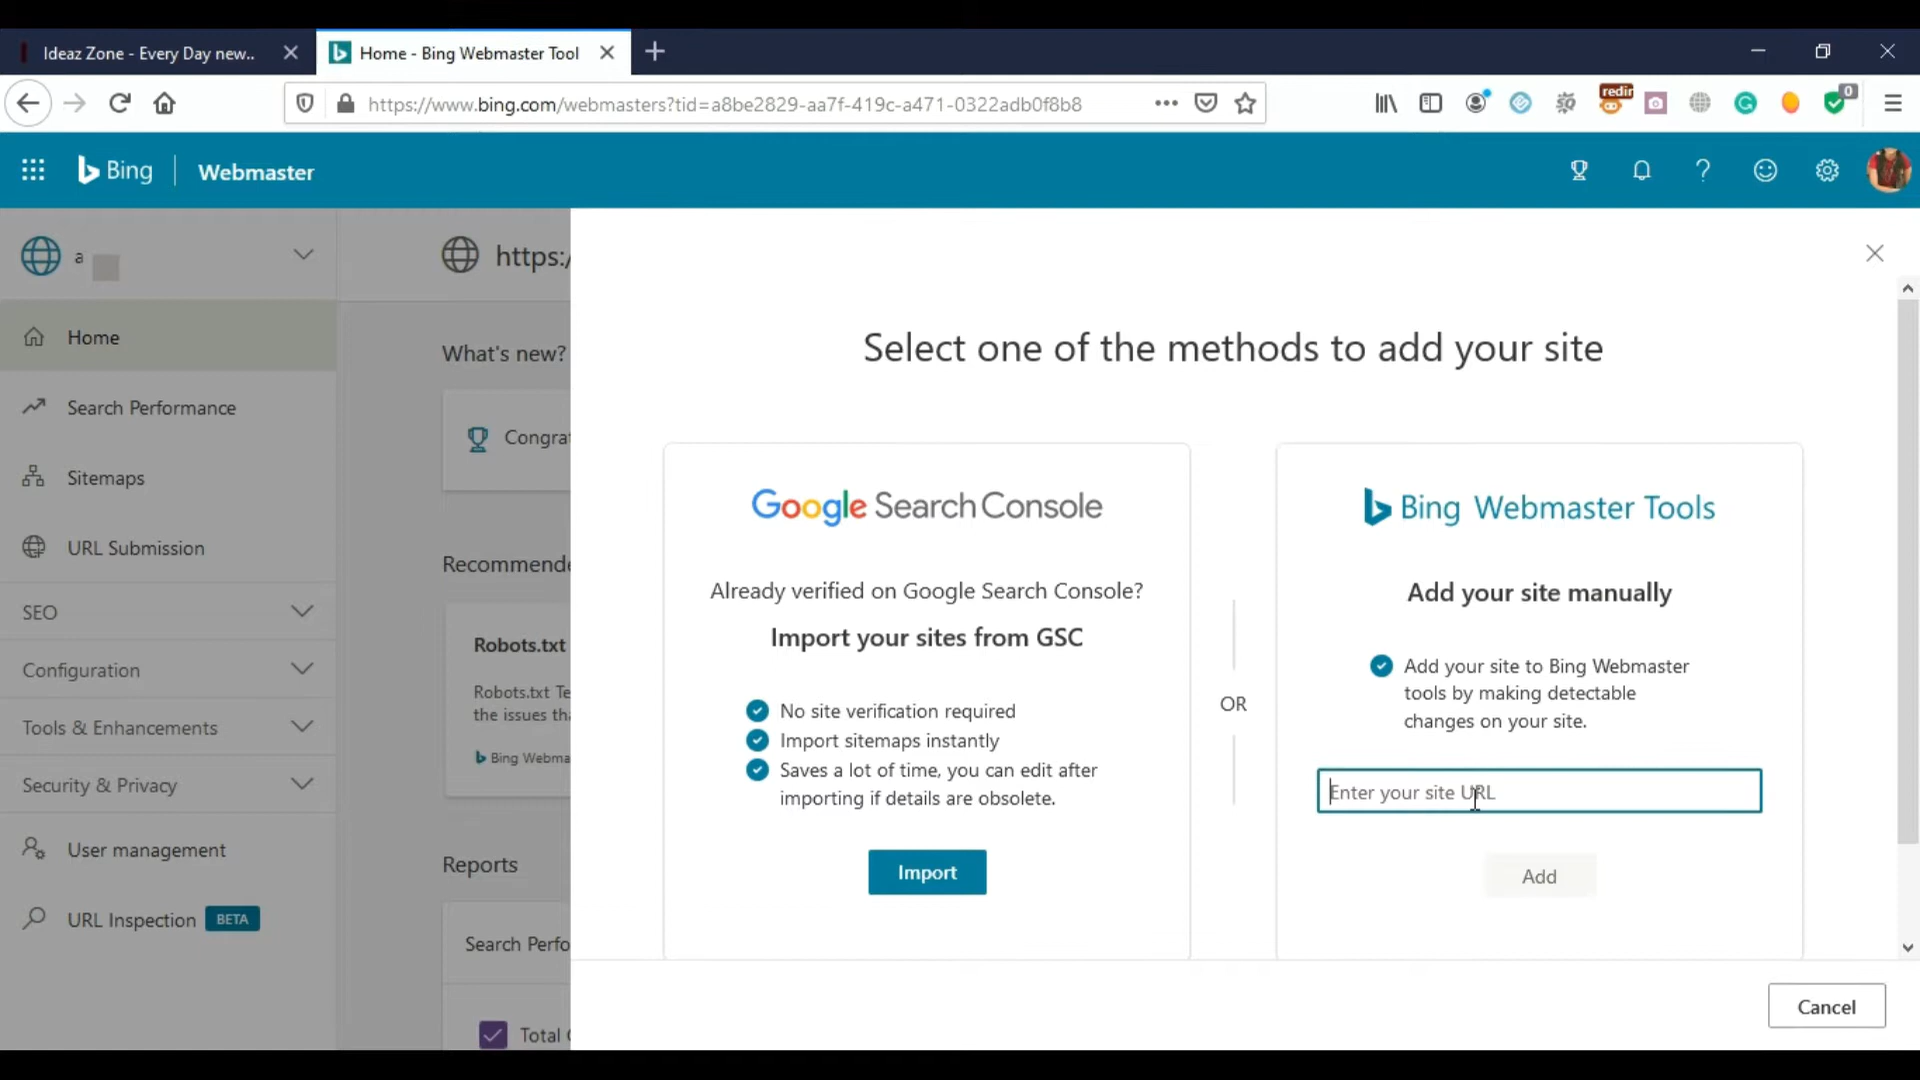 Ideaz Zone - Every Day new..
Home - Bing Webmaster Tool
https://www.bing.com/webmasters?tid=a8be2829-aa7f-419c-a471-0322adb0f8b8
redir
0
Bing
Webmaster
a
https:/
Home
Search Performance
Sitemaps
URL Submission
SEO
Configuration
Tools & Enhancements
Security & Privacy
User management
URL Inspection BETA
What's new?
Congrat
Recommende
Robots.txt
Robots.txt Te
the issues tha
Bing Webma
Reports
Search Perfo
Total C
Select one of the methods to add your site
Google Search Console
Already verified on Google Search Console?
Import your sites from GSC
No site verification required
Import sitemaps instantly
Saves a lot of time, you can edit after
importing if details are obsolete.
Import
OR
Bing Webmaster Tools
Add your site manually
Add your site to Bing Webmaster
tools by making detectable
changes on your site.
Enter your site URL
Add
Cancel